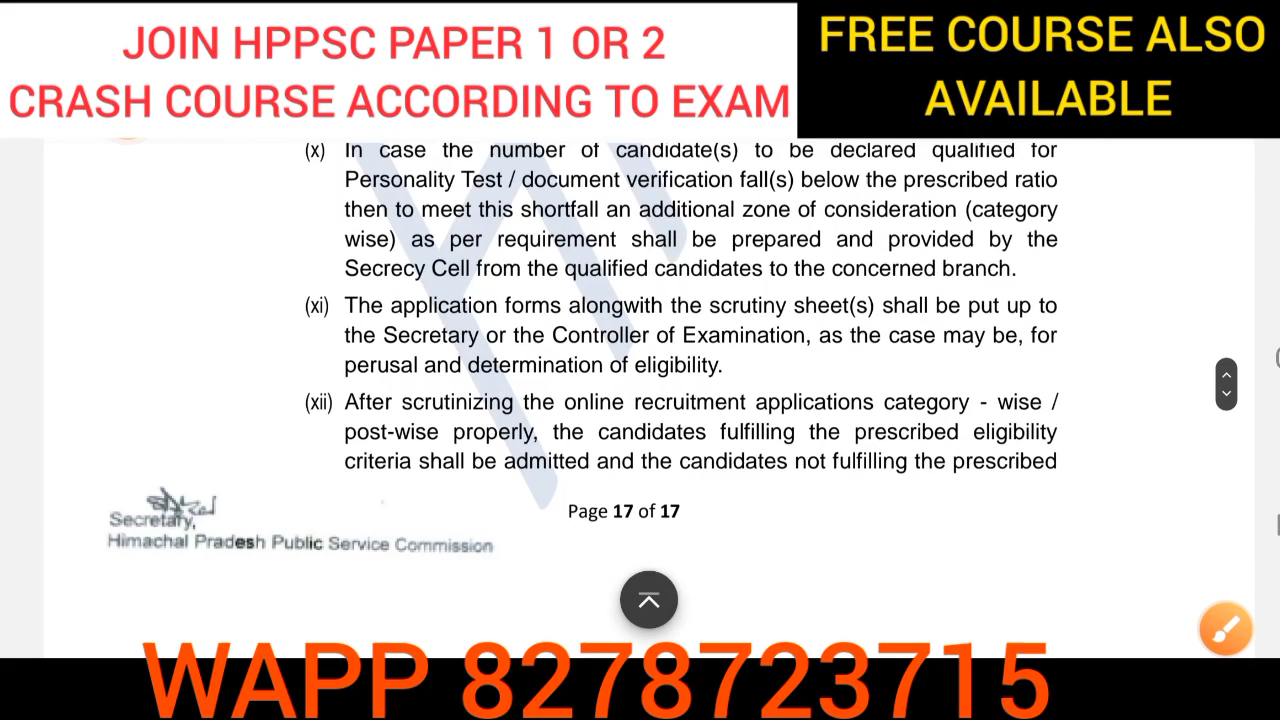 JOIN HPPSC PAPER 1 OR 2
CRASH COURSE ACCORDING TO EXAM
FREE COURSE ALSO
AVAILABLE
(x) In case the number of candidate(s) to be declared qualified for
Personality Test / document verification fall(s) below the prescribed ratio
then to meet this shortfall an additional zone of consideration (category
wise) as per requirement shall be prepared and provided by the
Secrecy Cell from the qualified candidates to the concerned branch.
(xi) The application forms alongwith the scrutiny sheet(s) shall be put up to
the Secretary or the Controller of Examination, as the case may be, for
perusal and determination of eligibility.
(xii) After scrutinizing the online recruitment applications category - wise /
post-wise properly, the candidates fulfilling the prescribed eligibility
criteria shall be admitted and the candidates not fulfilling the prescribed
Secretary,
Himachal Pradesh Public Service Commission
Page 17 of 17
WAPP 8278723715